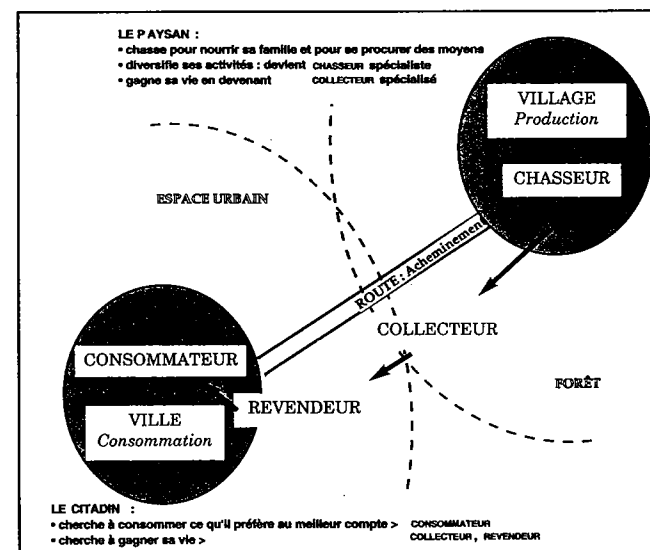 LE PAYSAN :
• chasse pour nourrir sa famille et pour se procurer des moyens
• diversifie ses activités : devient CHASSEUR spécialiste
• gagne sa vie en devenant COLLECTEUR spécialisé
VILLAGE
Production
CHASSEUR
ESPACE URBAIN
ROUTE : Acheminement
COLLECTEUR
CONSOMMATEUR
FORÊT
REVENDEUR
VILLE
Consommation
LE CITADIN :
• cherche à consommer ce qu'il préfère au meilleur compte > CONSOMMATEUR
• cherche à gagner sa vie > COLLECTEUR, REVENDEUR